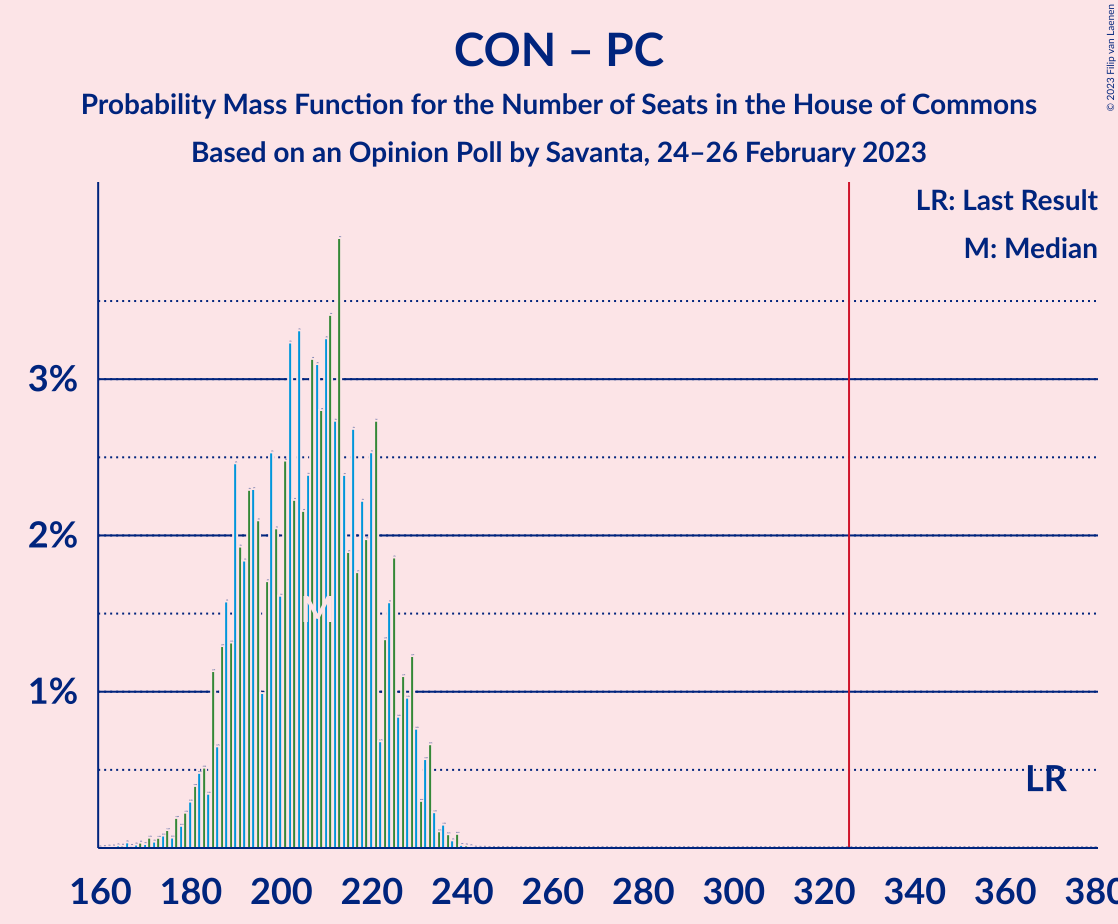 CON – PC
Probability Mass Function for the Number of Seats in the House of Commons
Based on an Opinion Poll by Savanta, 24–26 February 2023
© 2023 Filip van Laenen
LR: Last Result
M: Median
3%
2%
1%
M
LR
160 180 200 220 240 260 280 300 320 340 360 380